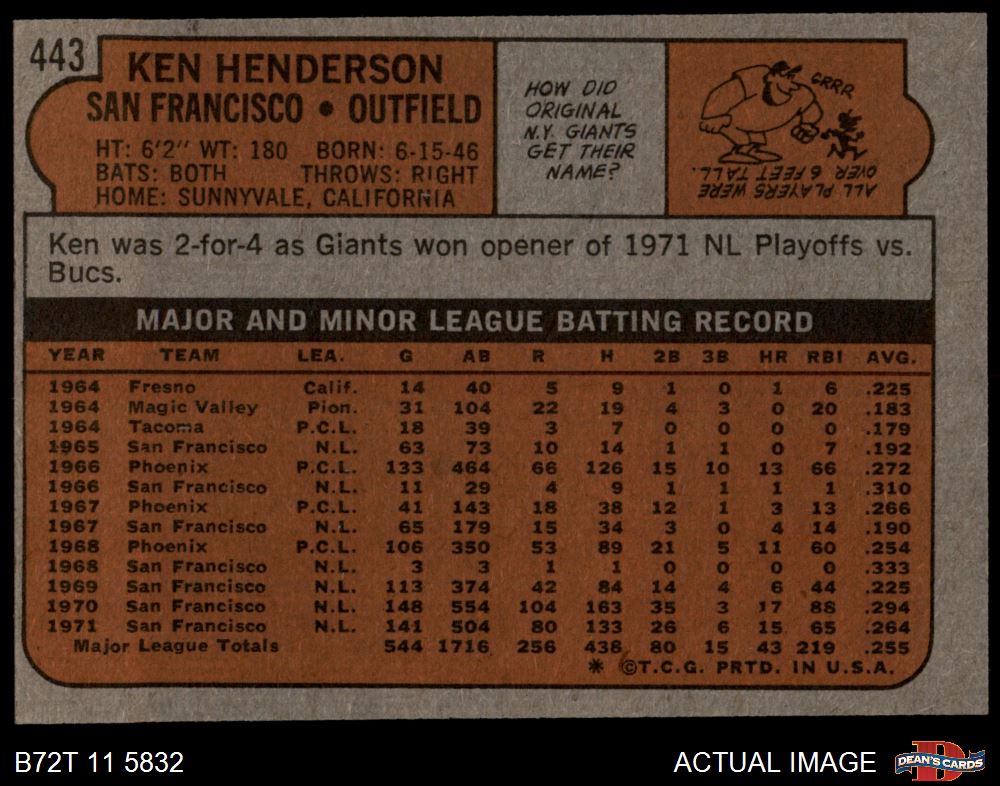 443
KEN HENDERSON
SAN FRANCISCO • OUTFIELD
HT: 6'2" WT: 180 BORN: 6-15-46
BATS: BOTH THROWS: RIGHT
HOME: SUNNYVALE, CALIFORNIA
HOW DID
ORIGINAL
N.Y. GIANTS
GET THEIR
NAME?
GRRR
ALL PLAYERS WERE
OVER 6 FEET TALL.
Ken was 2-for-4 as Giants won opener of 1971 NL Playoffs vs.
Bucs.
MAJOR AND MINOR LEAGUE BATTING RECORD
YEAR TEAM LEA. G AB R H 2B 3B HR RBI AVG.
1964 Fresno Calif. 14 40 5 9 1 0 1 6 .225
1964 Magic Valley Pion. 31 104 22 19 4 3 0 20 .183
1964 Tacoma P.C.L. 18 39 3 7 0 0 0 0 .179
1965 San Francisco N.L. 63 73 10 14 1 1 0 7 .192
1966 Phoenix P.C.L. 133 464 66 126 15 10 13 66 .272
1966 San Francisco N.L. 11 29 4 9 1 1 1 1 .310
1967 Phoenix P.C.L. 41 143 18 38 12 1 3 13 .266
1967 San Francisco N.L. 65 179 15 34 3 0 4 14 .190
1968 Phoenix P.C.L. 106 350 53 89 21 5 11 60 .254
1968 San Francisco N.L. 3 3 1 1 0 0 0 0 .333
1969 San Francisco N.L. 113 374 42 84 14 4 6 44 .225
1970 San Francisco N.L. 148 554 104 163 35 3 17 88 .294
1971 San Francisco N.L. 141 504 80 133 26 6 15 65 .264
Major League Totals 544 1716 256 438 80 15 43 219 .255
* ©T.C.G. PRTD. IN U.S.A.
B72T 11 5832
ACTUAL IMAGE
DEAN'S CARDS